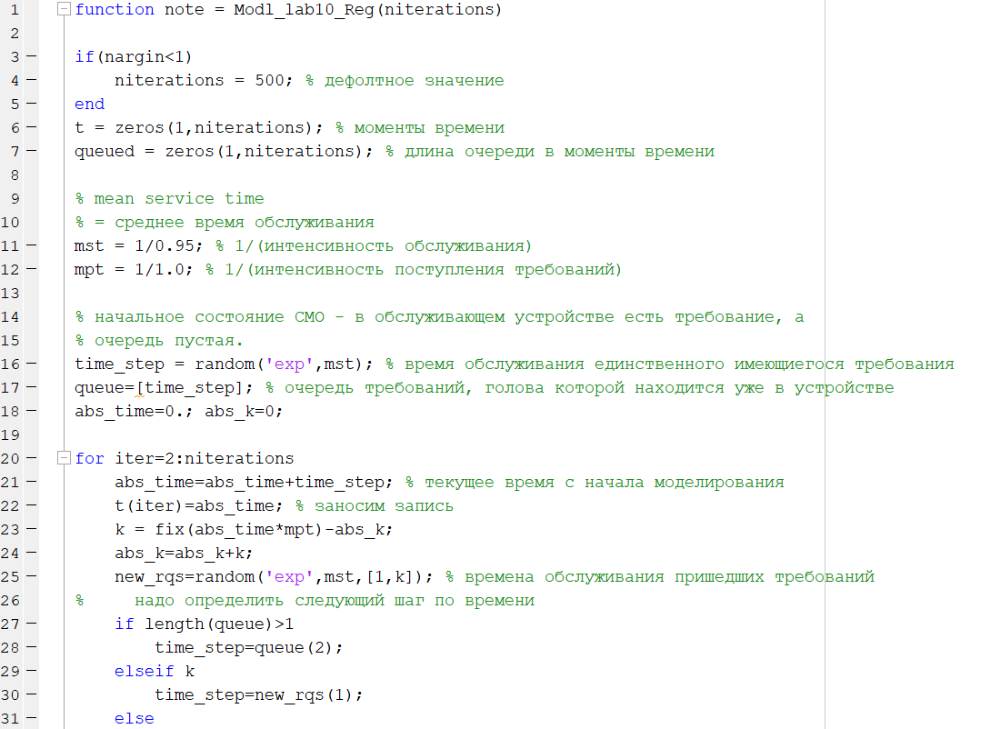 1 function note = Modl_lab10_Reg(niterations)
2
3 if(nargin<1)
4 niterations = 500; % дефолтное значение
5 end
6 t = zeros(1,niterations); % моменты времени
7 queued = zeros(1,niterations); % длина очереди в моменты времени
8
9 % mean service time
10 % = среднее время обслуживания
11 mst = 1/0.95; % 1/(интенсивность обслуживания)
12 mpt = 1/1.0; % 1/(интенсивность поступления требований)
13
14 % начальное состояние СМО - в обслуживающем устройстве есть требование, а
15 % очередь пустая.
16 time_step = random('exp',mst); % время обслуживания единственного имеющиегося требования
17 queue=[time_step]; % очередь требований, голова которой находится уже в устройстве
18 abs_time=0.; abs_k=0;
19
20 for iter=2:niterations
21 abs_time=abs_time+time_step; % текущее время с начала моделирования
22 t(iter)=abs_time; % заносим запись
23 k = fix(abs_time*mpt)-abs_k;
24 abs_k=abs_k+k;
25 new_rqs=random('exp',mst,[1,k]); % времена обслуживания пришедших требований
26 % надо определить следующий шаг по времени
27 if length(queue)>1
28 time_step=queue(2);
29 elseif k
30 time_step=new_rqs(1);
31 else